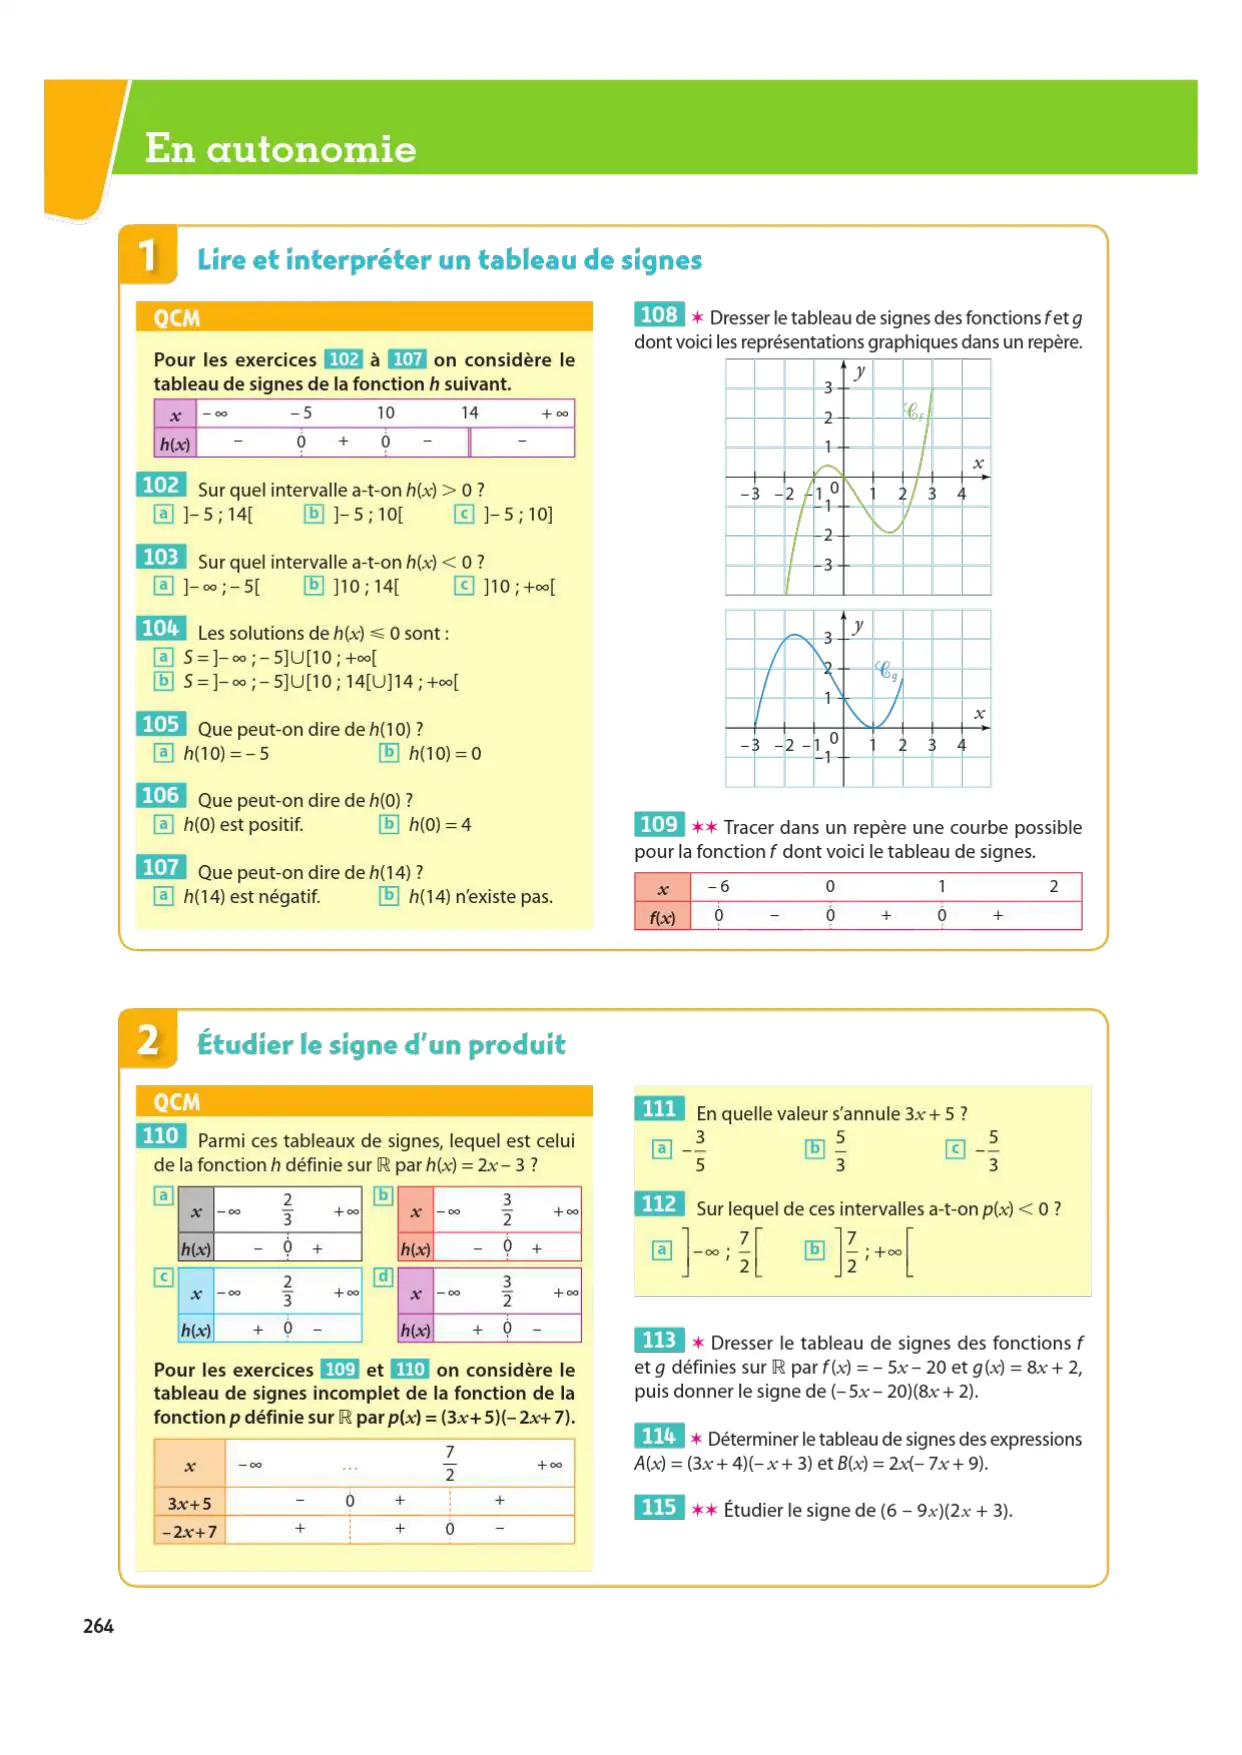 En autonomie
1 Lire et interpréter un tableau de signes
QCM
Pour les exercices 102 à 107 on considère le
tableau de signes de la fonction h suivant.
x – ∞ – 5 10 14 + ∞
h(x) – 0 + 0 – –
102 Sur quel intervalle a-t-on h(x) > 0 ?
a ]– 5 ; 14[ b ]– 5 ; 10[ c ]– 5 ; 10]
103 Sur quel intervalle a-t-on h(x) < 0 ?
a ]– ∞ ; – 5[ b ]10 ; 14[ c ]10 ; +∞[
104 Les solutions de h(x) ⩽ 0 sont :
a S = ]– ∞ ; – 5]∪[10 ; +∞[
b S = ]– ∞ ; – 5]∪[10 ; 14[∪]14 ; +∞[
105 Que peut-on dire de h(10) ?
a h(10) = – 5 b h(10) = 0
106 Que peut-on dire de h(0) ?
a h(0) est positif. b h(0) = 4
107 Que peut-on dire de h(14) ?
a h(14) est négatif. b h(14) n'existe pas.
108 ✶ Dresser le tableau de signes des fonctions f et g
dont voici les représentations graphiques dans un repère.
y
3
𝒞f
2
1
x
–3 –2 –1 0 1 2 3 4
–1
–2
–3
y
3
2 𝒞g
1
x
–3 –2 –1 0 1 2 3 4
–1
109 ✶✶ Tracer dans un repère une courbe possible
pour la fonction f dont voici le tableau de signes.
x – 6 0 1 2
f(x) 0 – 0 + 0 +
2 Étudier le signe d'un produit
QCM
110 Parmi ces tableaux de signes, lequel est celui
de la fonction h définie sur ℝ par h(x) = 2x – 3 ?
a x –∞ 2/3 +∞
h(x) – 0 +
b x –∞ 3/2 +∞
h(x) – 0 +
c x –∞ 2/3 +∞
h(x) + 0 –
d x –∞ 3/2 +∞
h(x) + 0 –
Pour les exercices 109 et 110 on considère le
tableau de signes incomplet de la fonction de la
fonction p définie sur ℝ par p(x) = (3x + 5)(– 2x + 7).
x –∞ ... 7/2 +∞
3x + 5 – 0 + +
– 2x + 7 + + 0 –
111 En quelle valeur s'annule 3x + 5 ?
a –3/5 b 5/3 c –5/3
112 Sur lequel de ces intervalles a-t-on p(x) < 0 ?
a ]–∞ ; 7/2[ b ]7/2 ; +∞[
113 ✶ Dresser le tableau de signes des fonctions f
et g définies sur ℝ par f(x) = – 5x – 20 et g(x) = 8x + 2,
puis donner le signe de (– 5x – 20)(8x + 2).
114 ✶ Déterminer le tableau de signes des expressions
A(x) = (3x + 4)(– x + 3) et B(x) = 2x(– 7x + 9).
115 ✶✶ Étudier le signe de (6 – 9x)(2x + 3).
264